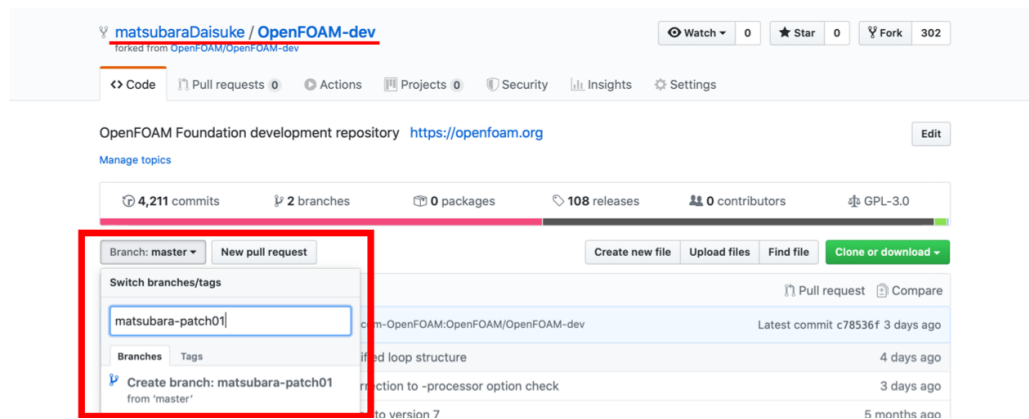 matsubaraDaisuke / OpenFOAM-dev
Watch 0 Star 0 Fork 302
forked from OpenFOAM/OpenFOAM-dev
Code Pull requests 0 Actions Projects 0 Security Insights Settings
OpenFOAM Foundation development repository https://openfoam.org Edit
Manage topics
4,211 commits 2 branches 0 packages 108 releases 0 contributors GPL-3.0
Branch: master New pull request Create new file Upload files Find file Clone or download
Switch branches/tags
Pull request Compare
matsubara-patch01
-OpenFOAM:OpenFOAM/OpenFOAM-dev Latest commit c78536f 3 days ago
Branches Tags
loop structure 4 days ago
Create branch: matsubara-patch01
from 'master'
to -processor option check 3 days ago
to version 7 5 months ago